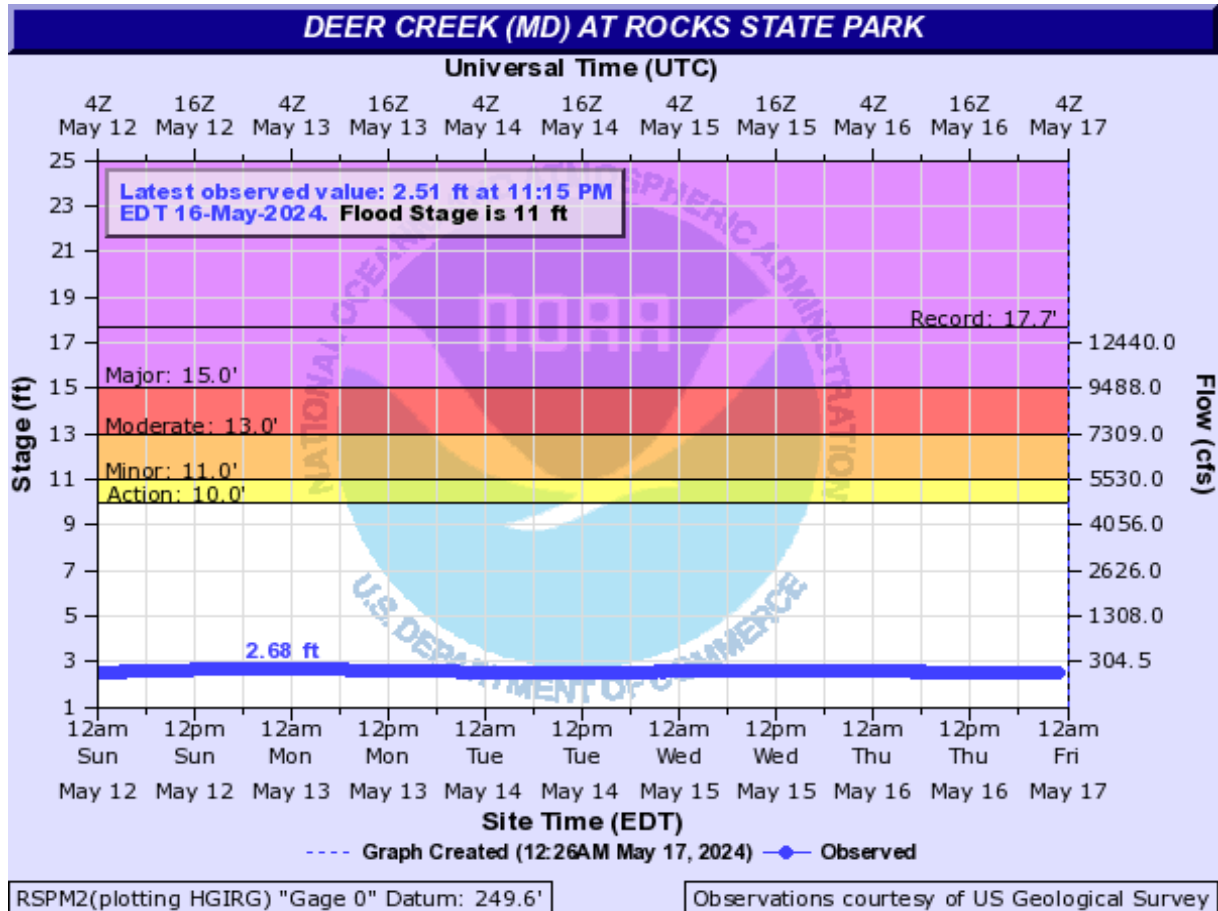 DEER CREEK (MD) AT ROCKS STATE PARK
Universal Time (UTC)
4Z 16Z 4Z 16Z 4Z 16Z 4Z 16Z 4Z 16Z 4Z
May 12 May 12 May 13 May 13 May 14 May 14 May 15 May 15 May 16 May 16 May 17
Latest observed value: 2.51 ft at 11:15 PM
EDT 16-May-2024. Flood Stage is 11 ft
Stage (ft)
25
23
21
19
17
15
13
11
9
7
5
3
1
Record: 17.7'
Major: 15.0'
Moderate: 13.0'
Minor: 11.0'
Action: 10.0'
2.68 ft
NATIONAL OCEANIC AND ATMOSPHERIC ADMINISTRATION
NOAA
U.S. DEPARTMENT OF COMMERCE
12440.0
9488.0
7309.0
5530.0
4056.0
2626.0
1308.0
304.5
Flow (cfs)
12am 12pm 12am 12pm 12am 12pm 12am 12pm 12am 12pm 12am
Sun Sun Mon Mon Tue Tue Wed Wed Thu Thu Fri
May 12 May 12 May 13 May 13 May 14 May 14 May 15 May 15 May 16 May 16 May 17
Site Time (EDT)
Graph Created (12:26AM May 17, 2024) Observed
RSPM2(plotting HGIRG) "Gage 0" Datum: 249.6'
Observations courtesy of US Geological Survey